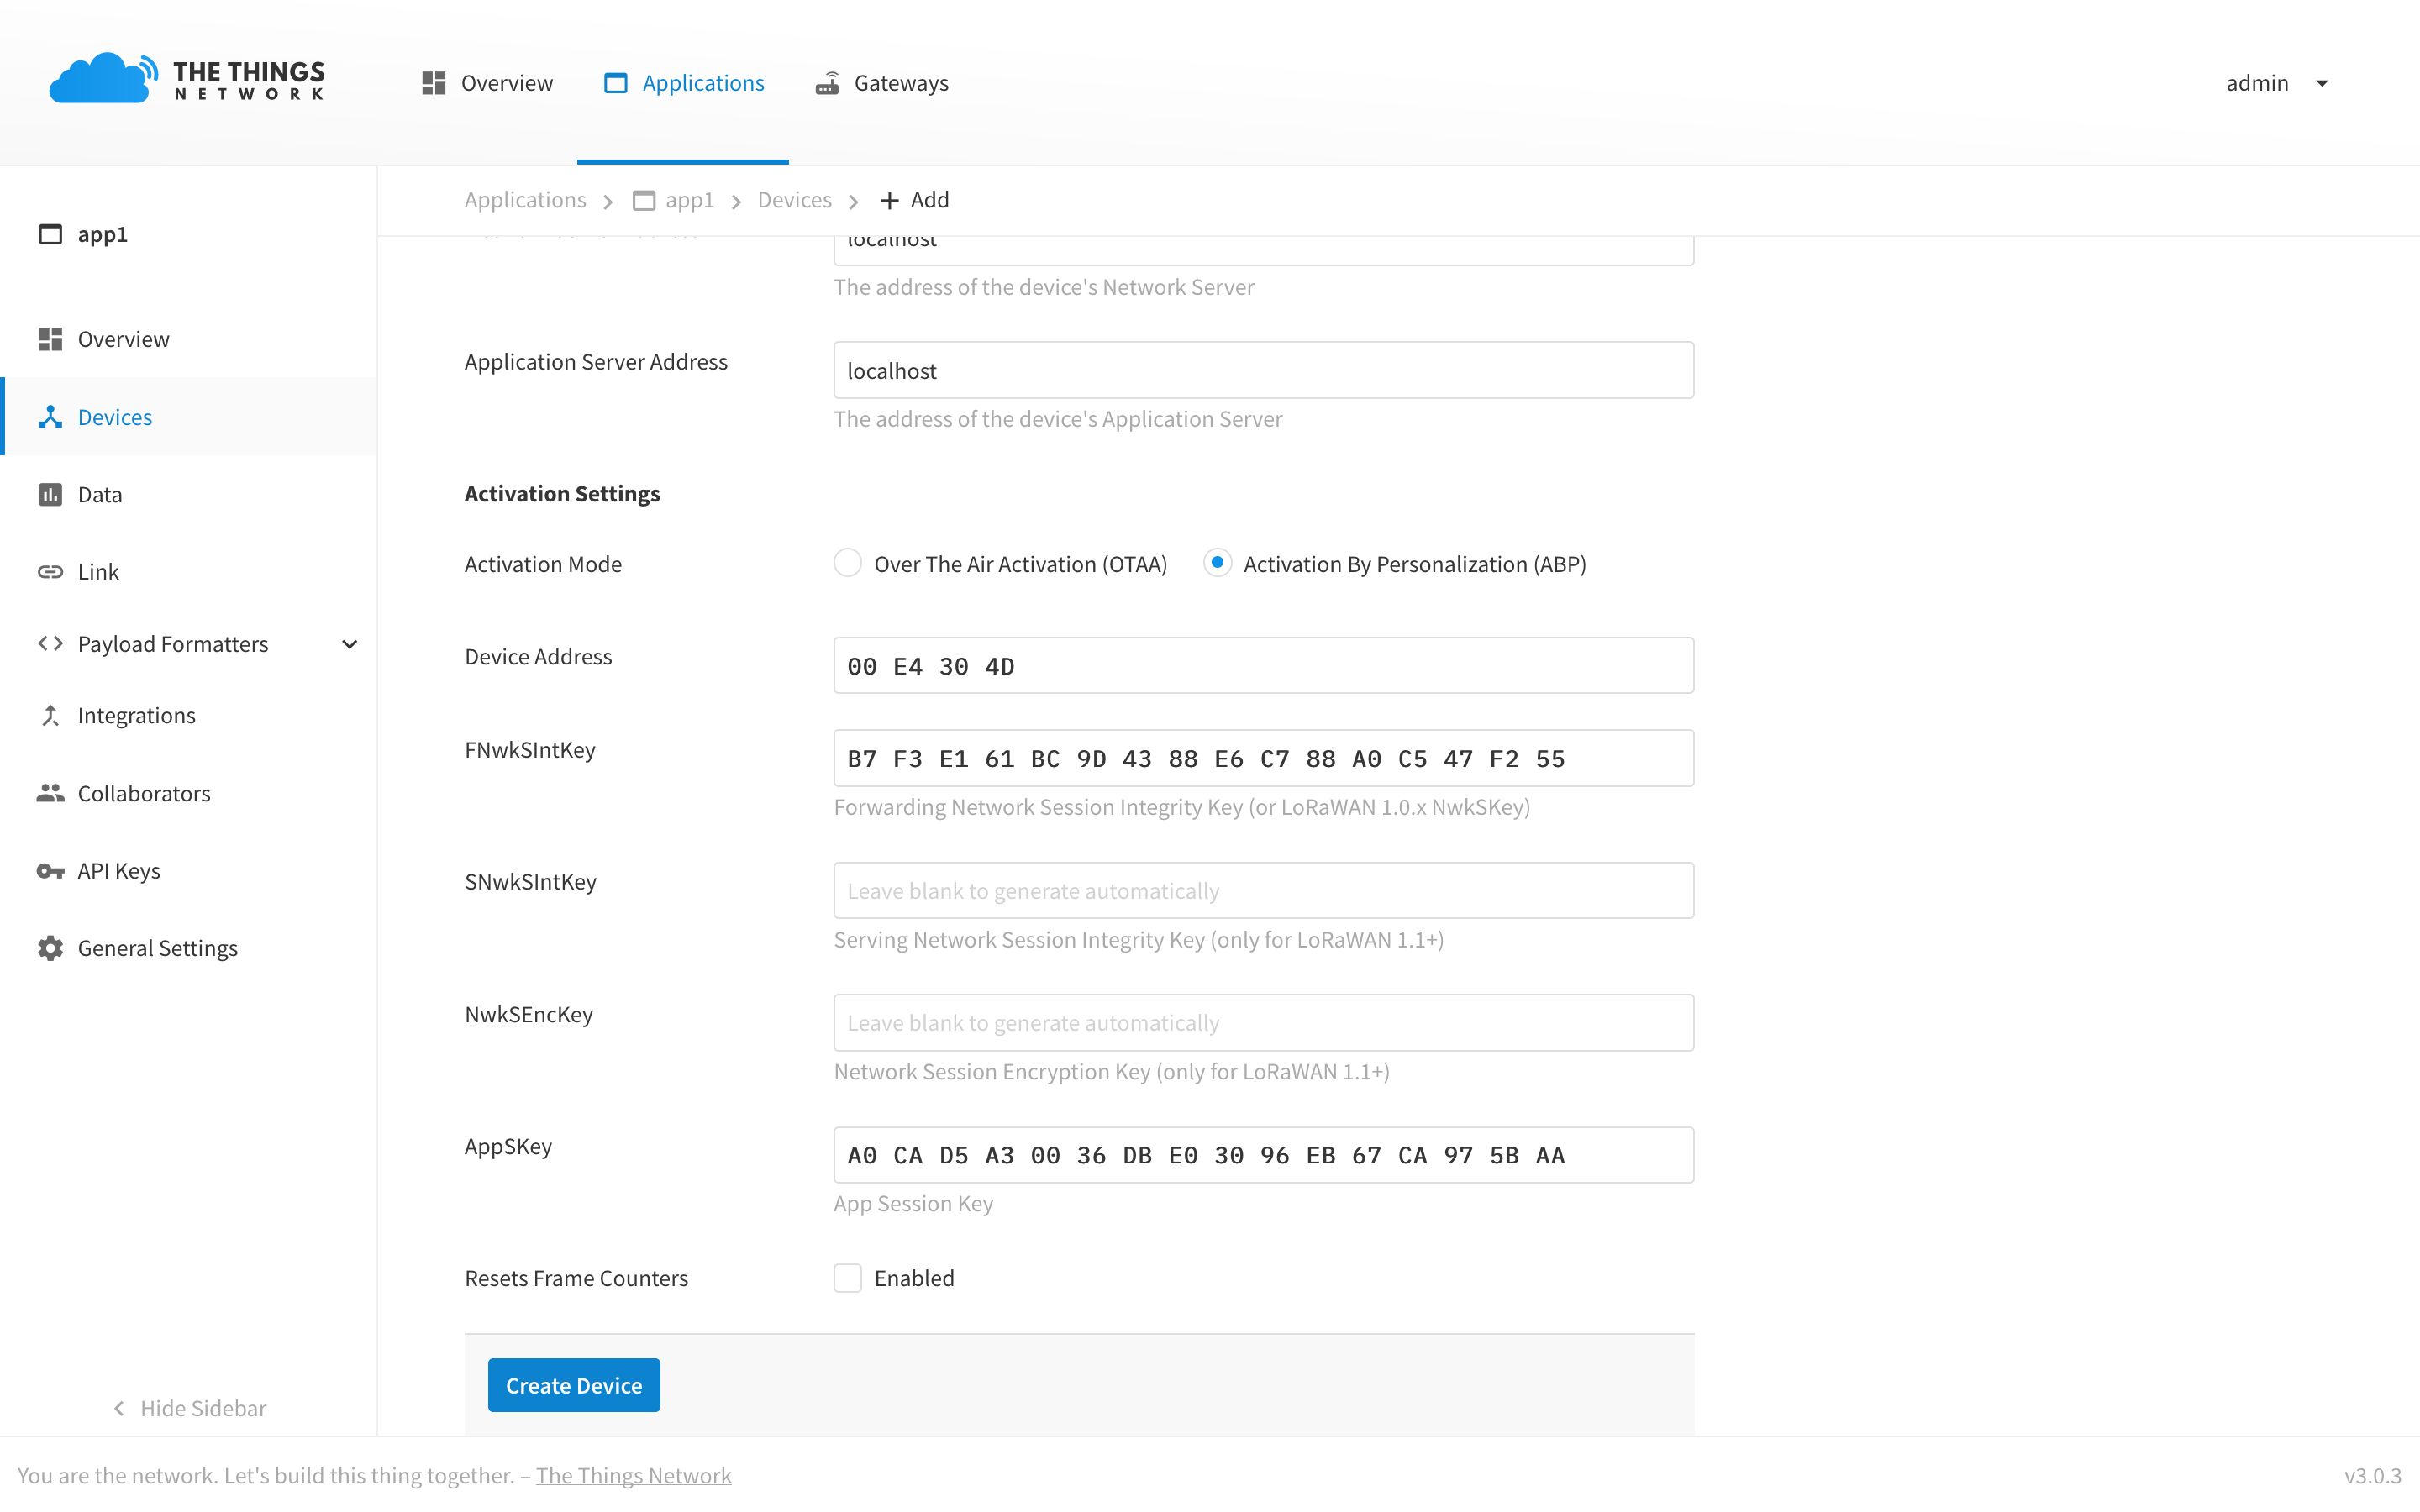 THE THINGS
NETWORK
Overview
Applications
Gateways
admin
app1
Overview
Devices
Data
Link
Payload Formatters
Integrations
Collaborators
API Keys
General Settings
Hide Sidebar
Applications > app1 > Devices > + Add
localhost
The address of the device's Network Server
Application Server Address
localhost
The address of the device's Application Server
Activation Settings
Activation Mode
Over The Air Activation (OTAA)
Activation By Personalization (ABP)
Device Address
00 E4 30 4D
FNwkSIntKey
B7 F3 E1 61 BC 9D 43 88 E6 C7 88 A0 C5 47 F2 55
Forwarding Network Session Integrity Key (or LoRaWAN 1.0.x NwkSKey)
SNwkSIntKey
Leave blank to generate automatically
Serving Network Session Integrity Key (only for LoRaWAN 1.1+)
NwkSEncKey
Leave blank to generate automatically
Network Session Encryption Key (only for LoRaWAN 1.1+)
AppSKey
A0 CA D5 A3 00 36 DB E0 30 96 EB 67 CA 97 5B AA
App Session Key
Resets Frame Counters
Enabled
Create Device
You are the network. Let's build this thing together. – The Things Network
v3.0.3